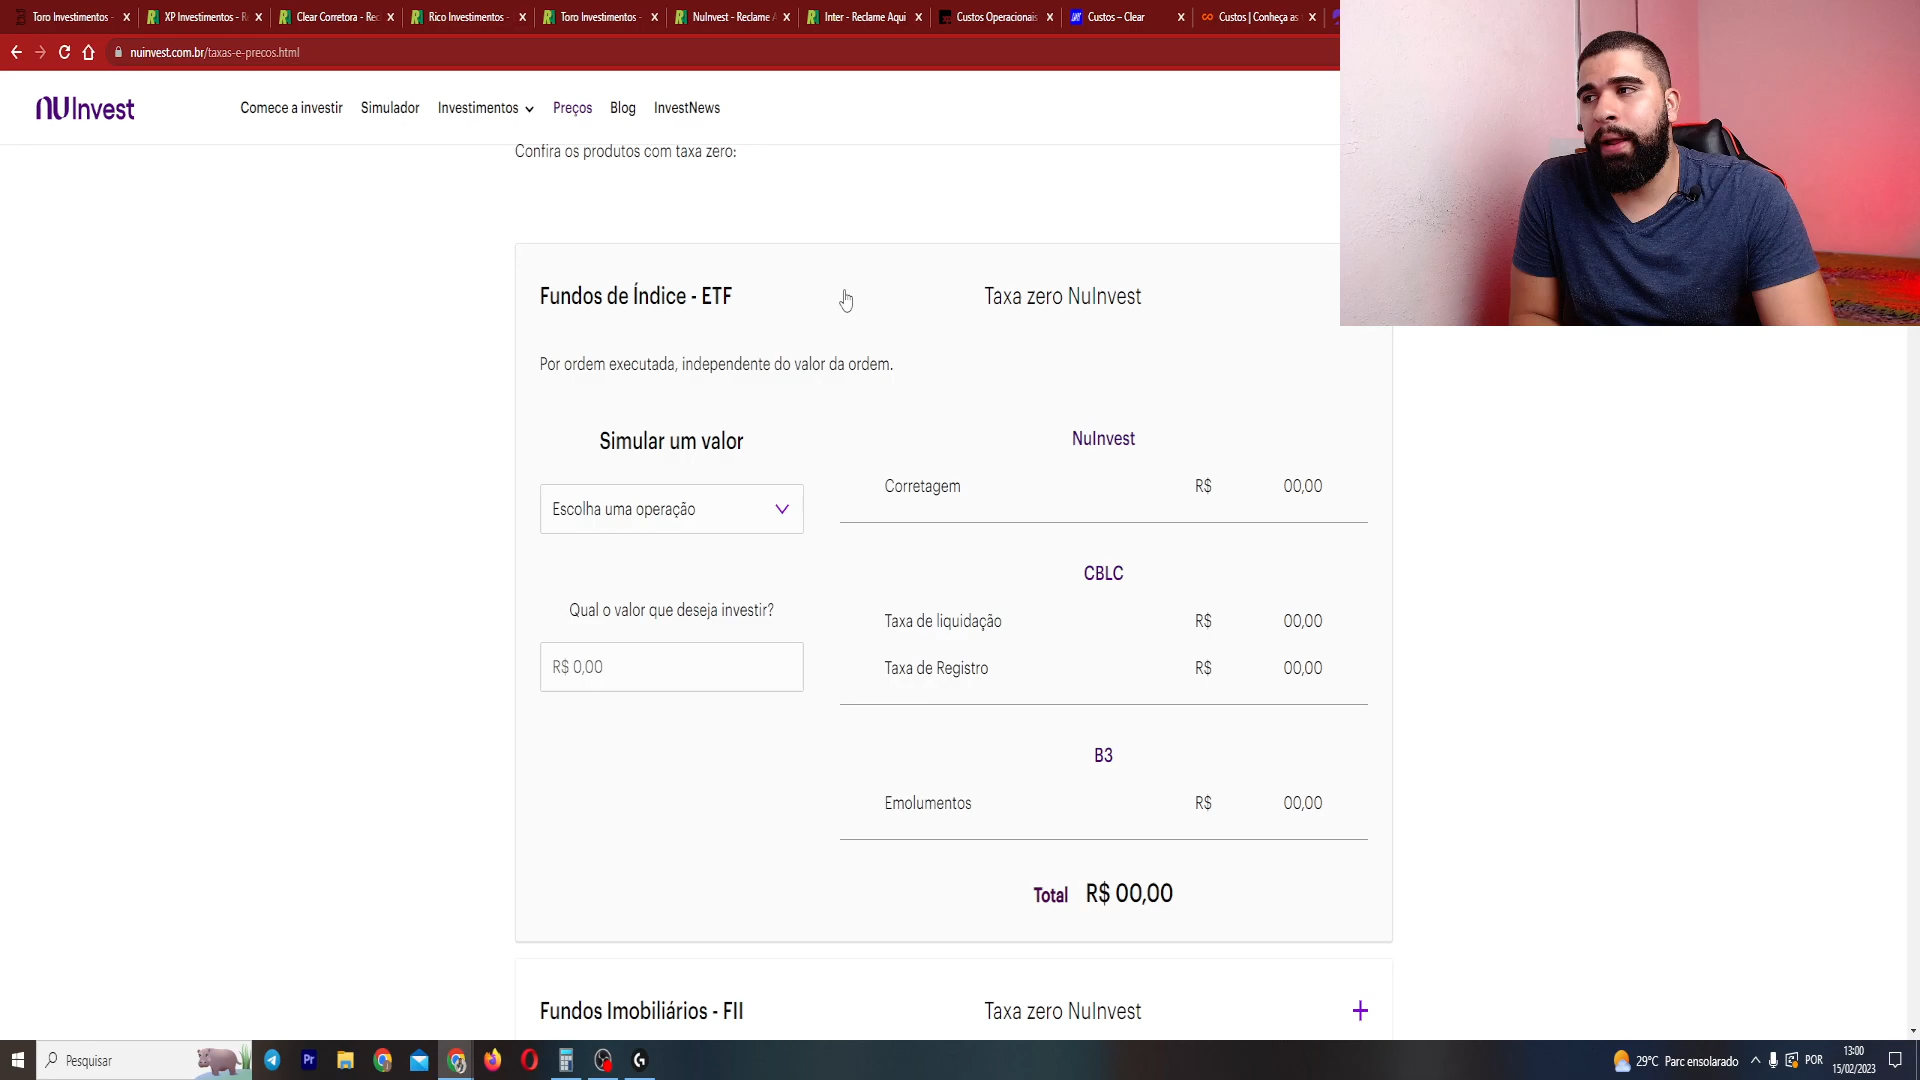 Toro Investimentos -
XP Investimentos - R
Clear Corretora - Rec
Rico Investimentos -
Toro Investimentos -
NuInvest - Reclame A
Inter - Reclame Aqui
Custos Operacionais
Custos – Clear
Custos | Conheça as
nuinvest.com.br/taxas-e-precos.html
nuInvest
Comece a investir
Simulador
Investimentos
Preços
Blog
InvestNews
Confira os produtos com taxa zero:
Fundos de Índice - ETF
Taxa zero NuInvest
Por ordem executada, independente do valor da ordem.
Simular um valor
Escolha uma operação
Qual o valor que deseja investir?
R$ 0,00
NuInvest
Corretagem R$ 00,00
CBLC
Taxa de liquidação R$ 00,00
Taxa de Registro R$ 00,00
B3
Emolumentos R$ 00,00
Total R$ 00,00
Fundos Imobiliários - FII
Taxa zero NuInvest
+
Pesquisar
Pr
29°C Parc ensolarado
POR
13:00
15/02/2023